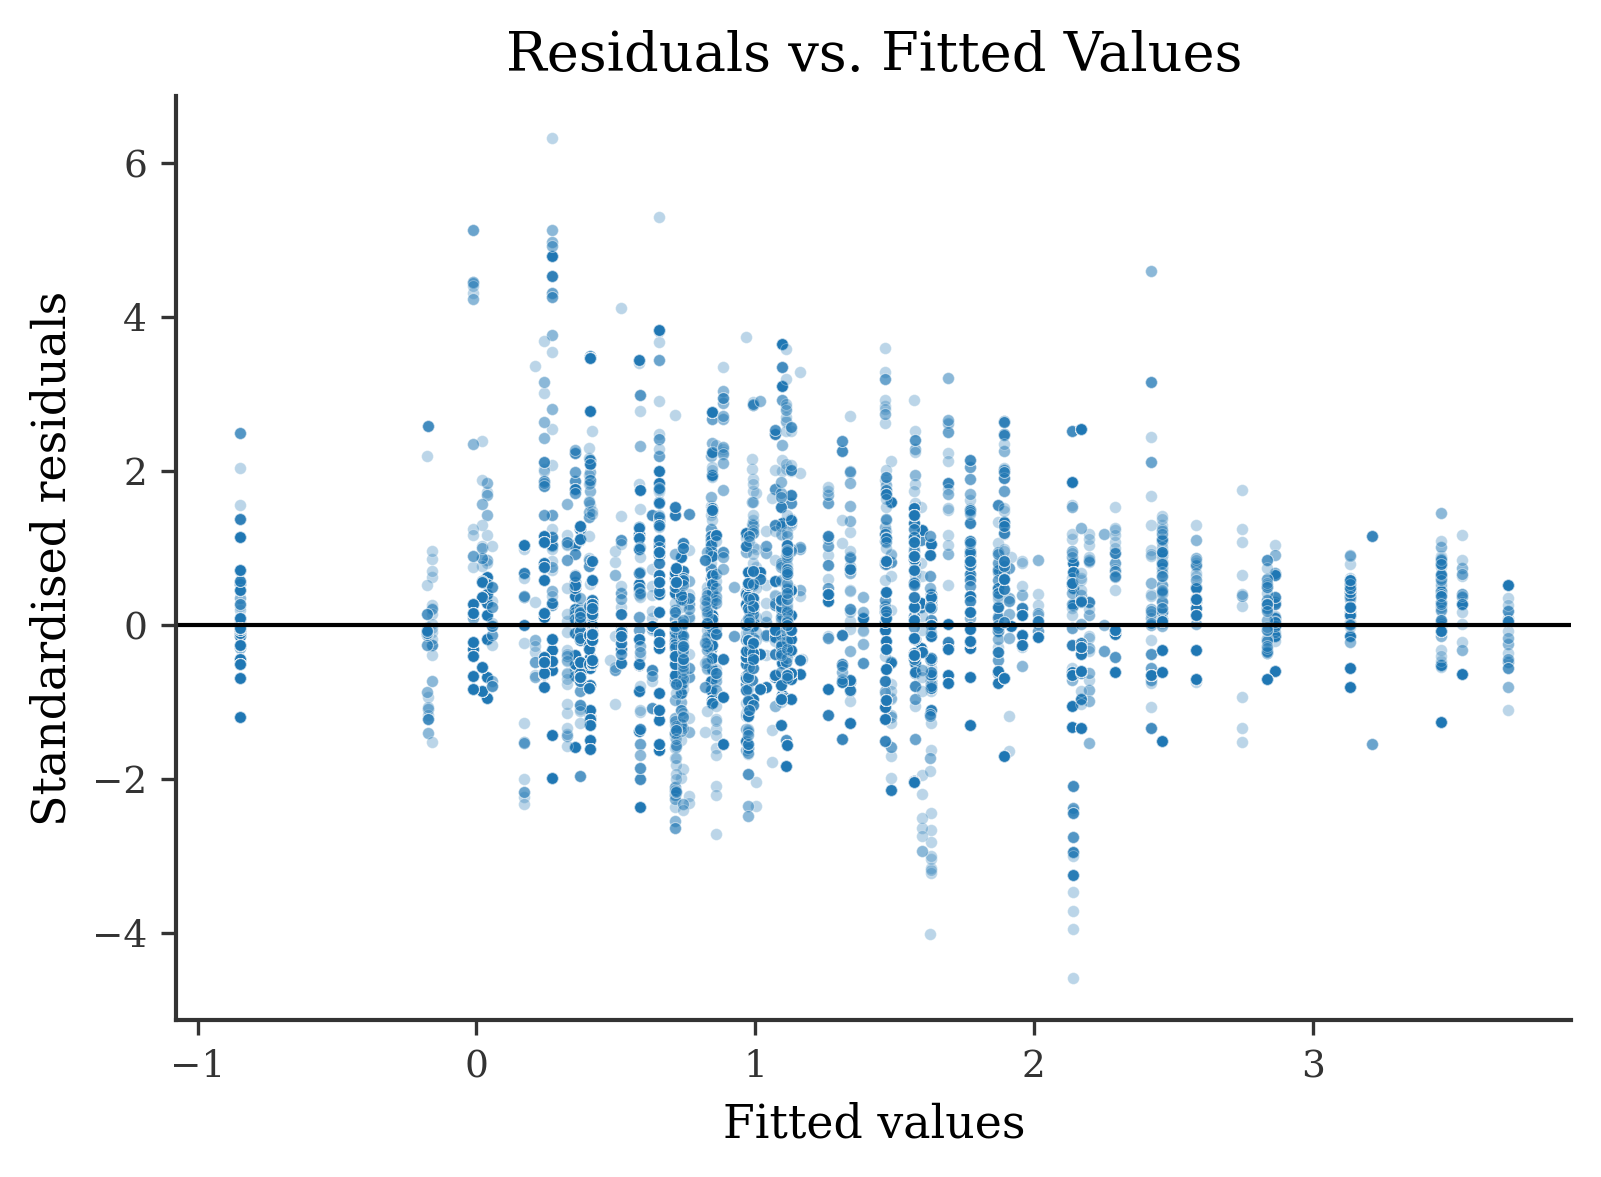 Residuals vs. Fitted Values
Standardised residuals
6
4
2
0
−2
−4
−1 0 1 2 3
Fitted values